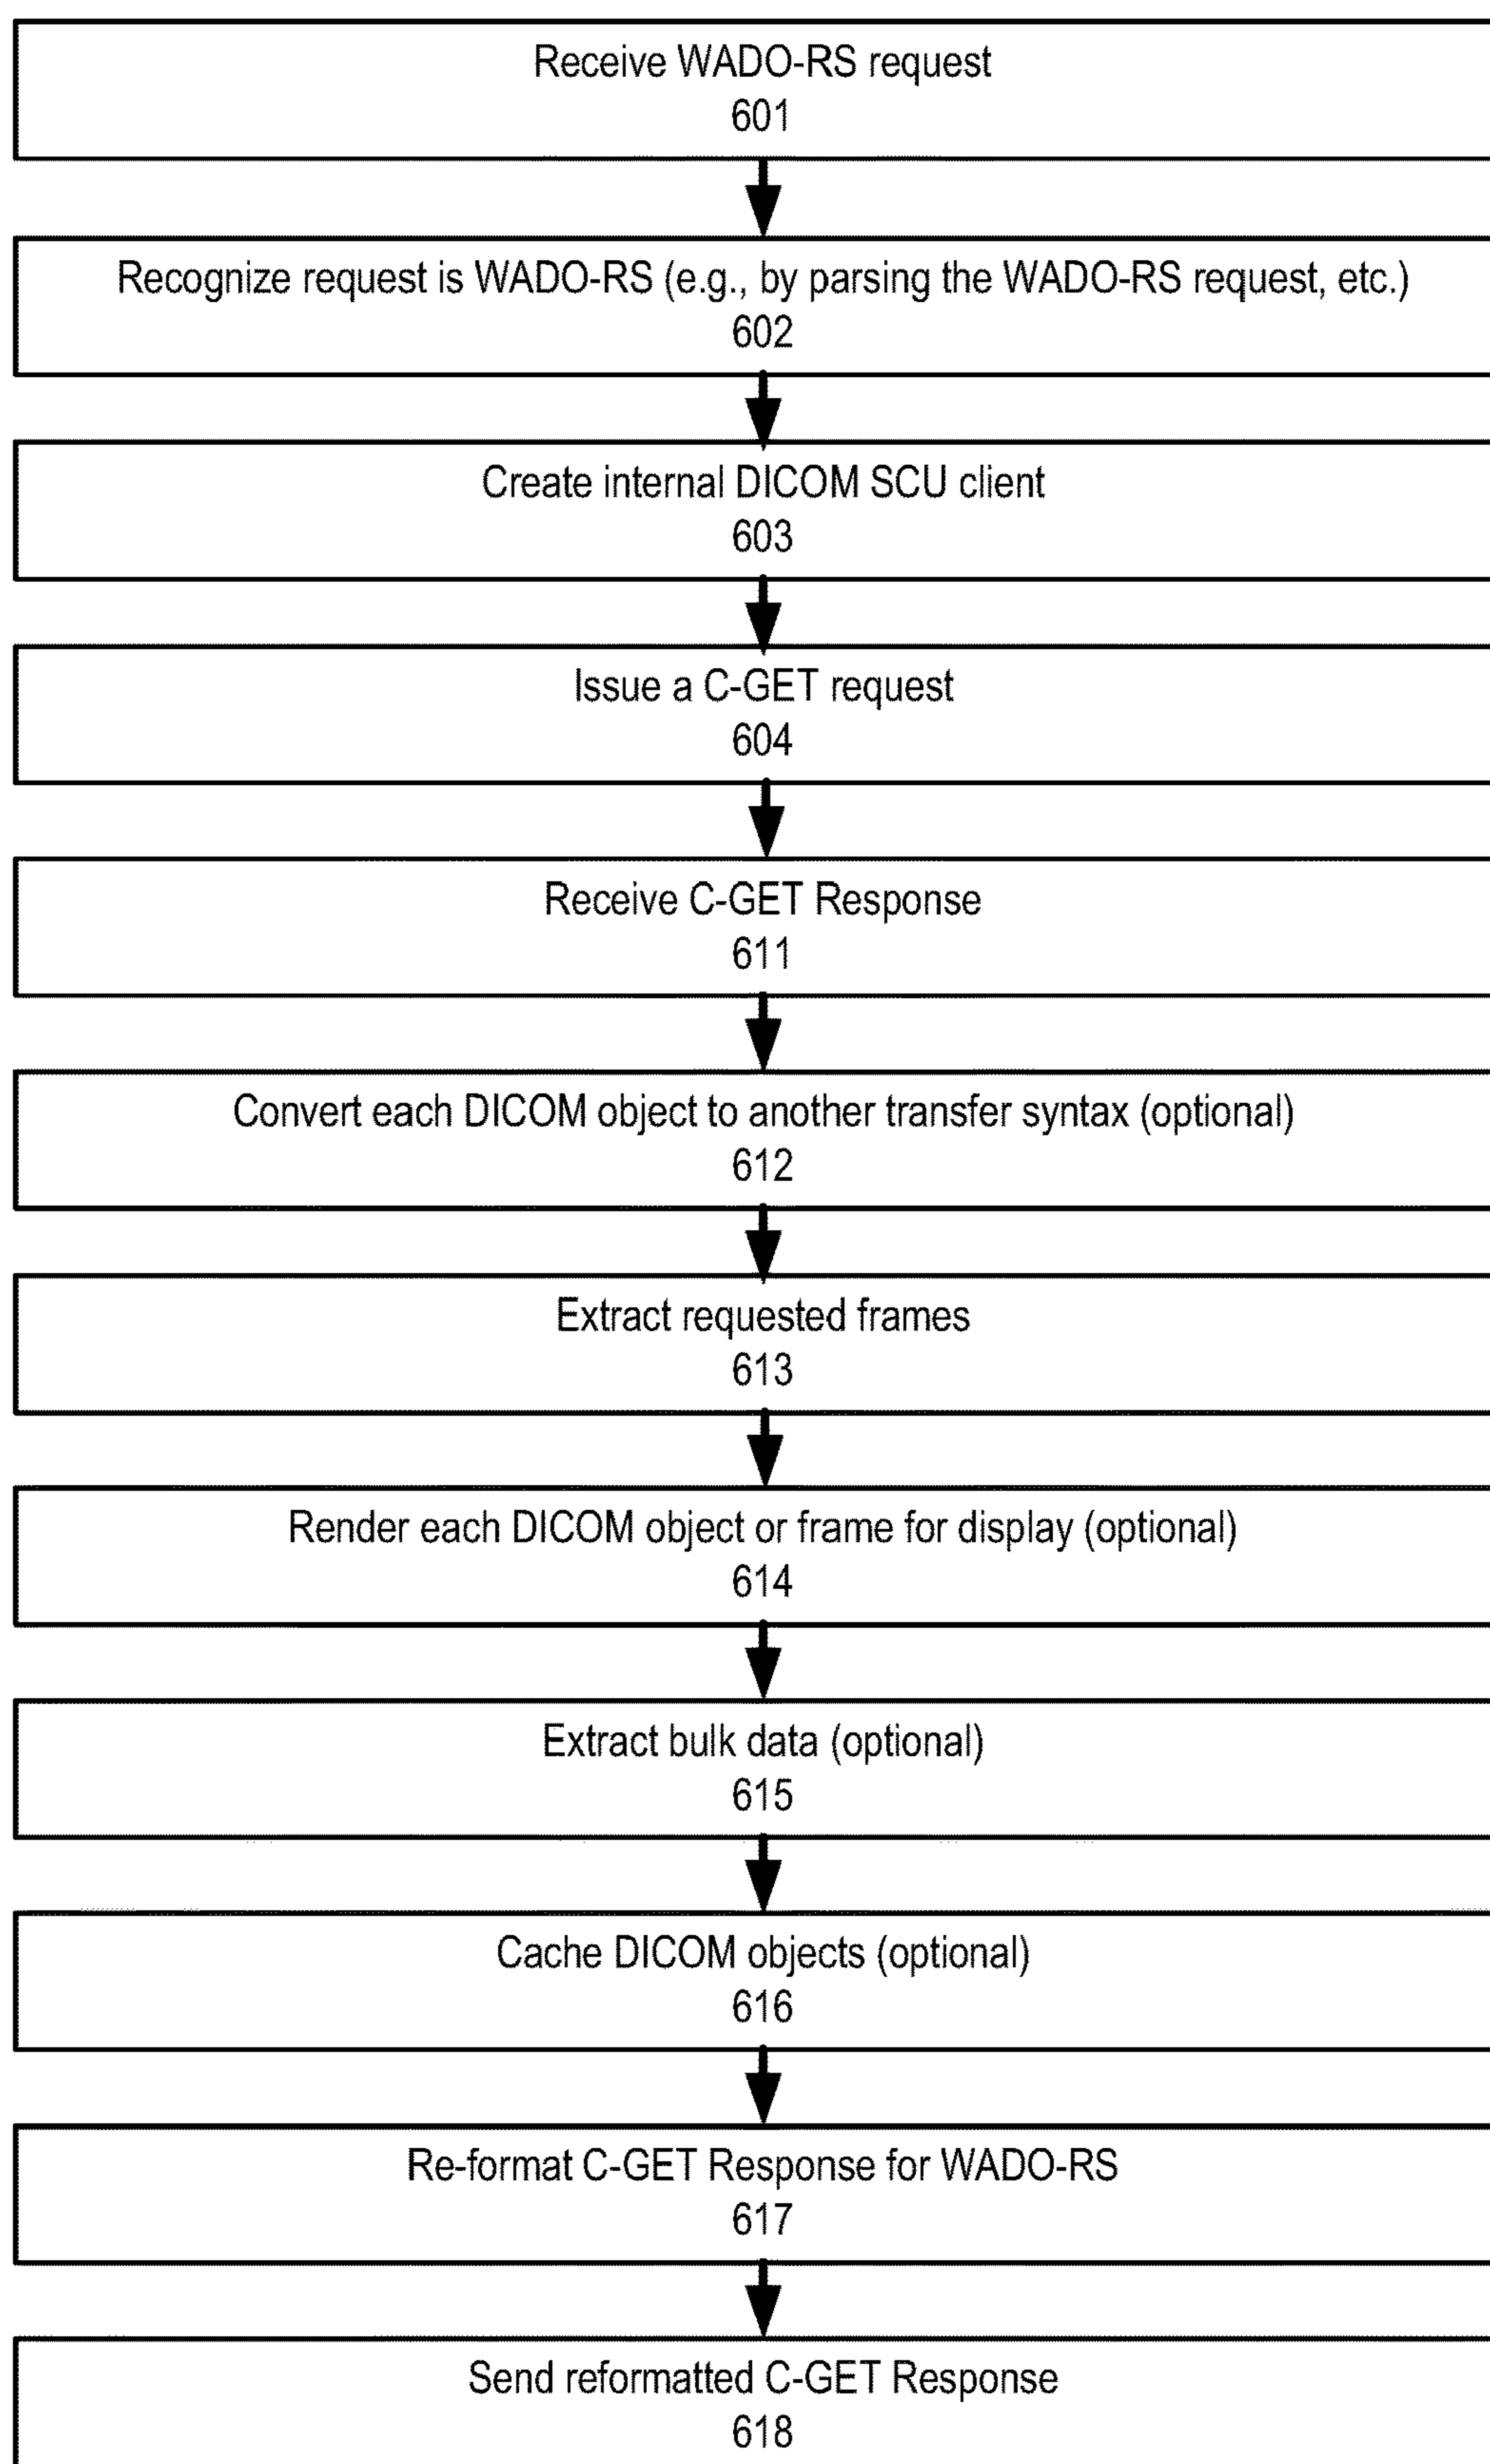 Receive WADO-RS request
601
Recognize request is WADO-RS (e.g., by parsing the WADO-RS request, etc.)
602
Create internal DICOM SCU client
603
Issue a C-GET request
604
Receive C-GET Response
611
Convert each DICOM object to another transfer syntax (optional)
612
Extract requested frames
613
Render each DICOM object or frame for display (optional)
614
Extract bulk data (optional)
615
Cache DICOM objects (optional)
616
Re-format C-GET Response for WADO-RS
617
Send reformatted C-GET Response
618